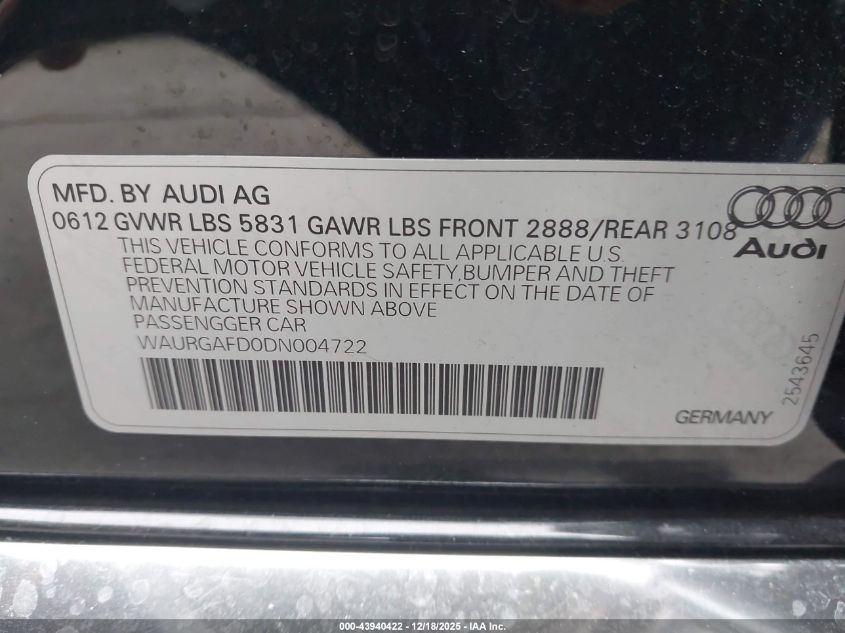 MFD. BY AUDI AG
0612 GVWR LBS 5831 GAWR LBS FRONT 2888/REAR 3108
Audi
THIS VEHICLE CONFORMS TO ALL APPLICABLE U.S.
FEDERAL MOTOR VEHICLE SAFETY,BUMPER AND THEFT
PREVENTION STANDARDS IN EFFECT ON THE DATE OF
MANUFACTURE SHOWN ABOVE
PASSENGGER CAR
WAURGAFD0DN004722
GERMANY
2543645
000-43940422 - 12/18/2025 - IAA Inc.